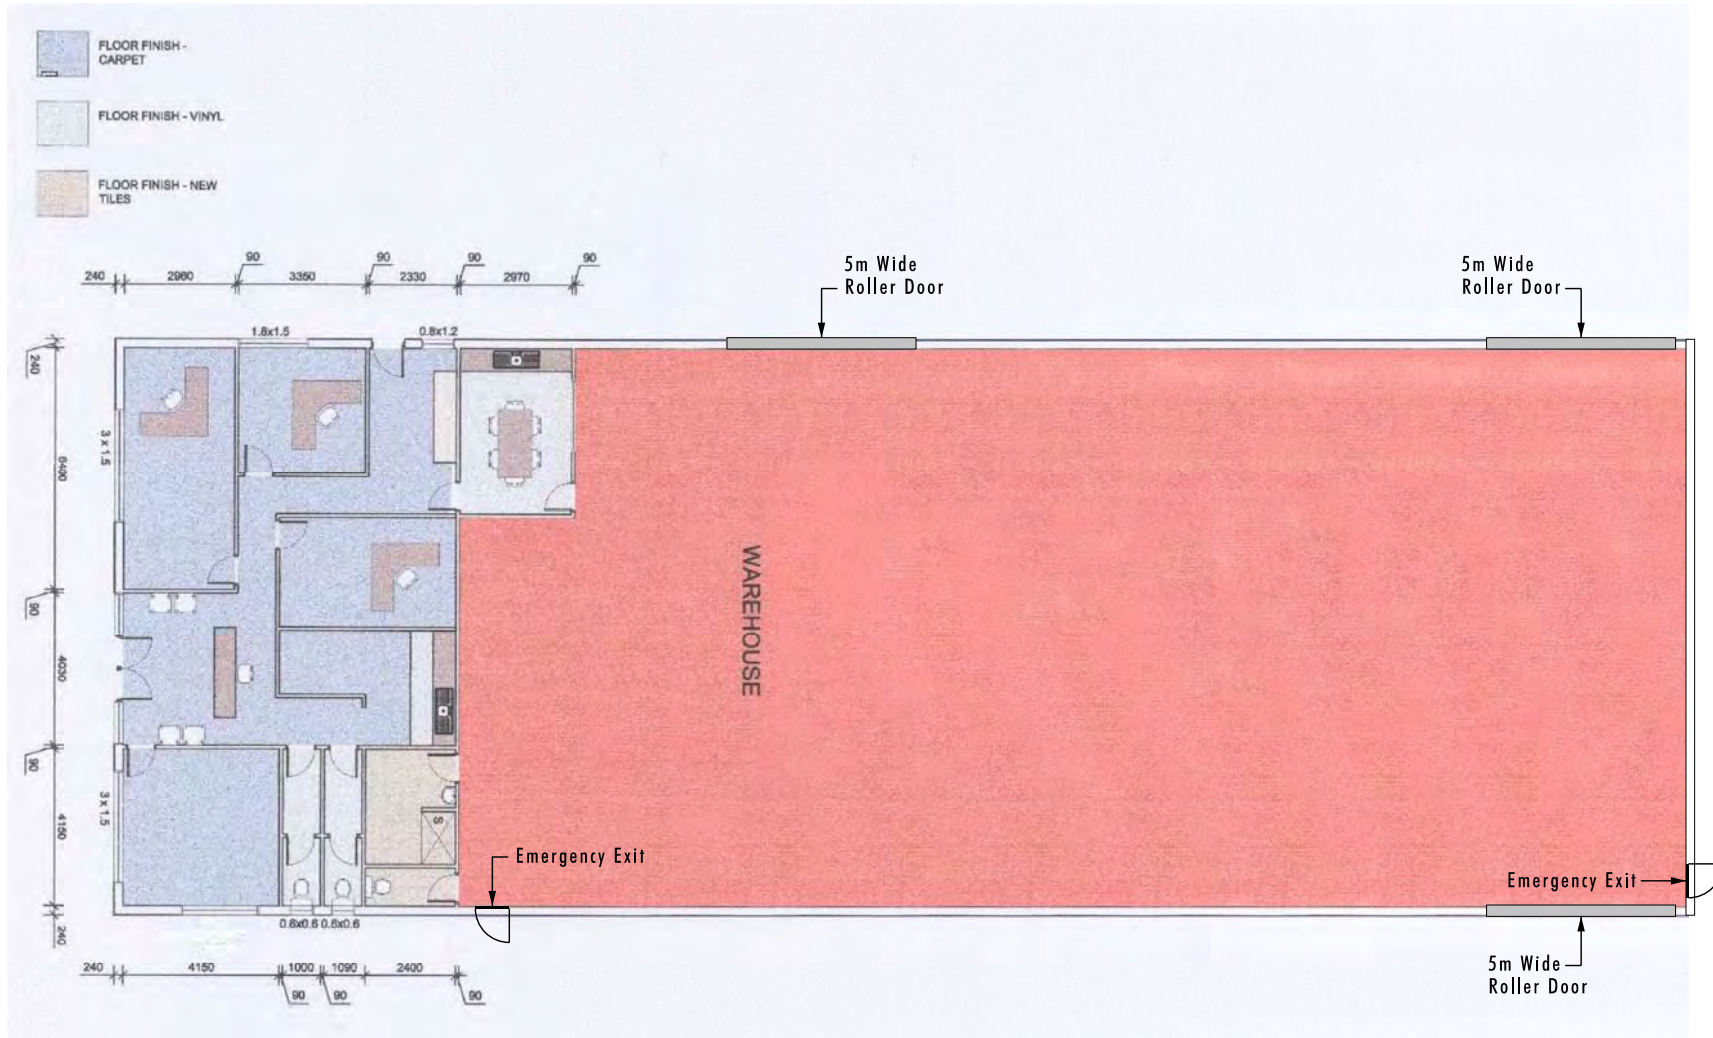 FLOOR FINISH -
CARPET
FLOOR FINISH - VINYL
FLOOR FINISH - NEW
TILES
90
90
90
90
240
2960
3350
2330
2970
5m Wide
Roller Door
5m Wide
Roller Door
1.8x1.5
0.8x1.2
240
3 x 1.5
6400
90
4030
WAREHOUSE
90
3 x 1.5
4150
S
Emergency Exit
Emergency Exit
240
0.6x0.6
0.6x0.6
240
4150
1000
1090
2400
90
90
90
5m Wide
Roller Door